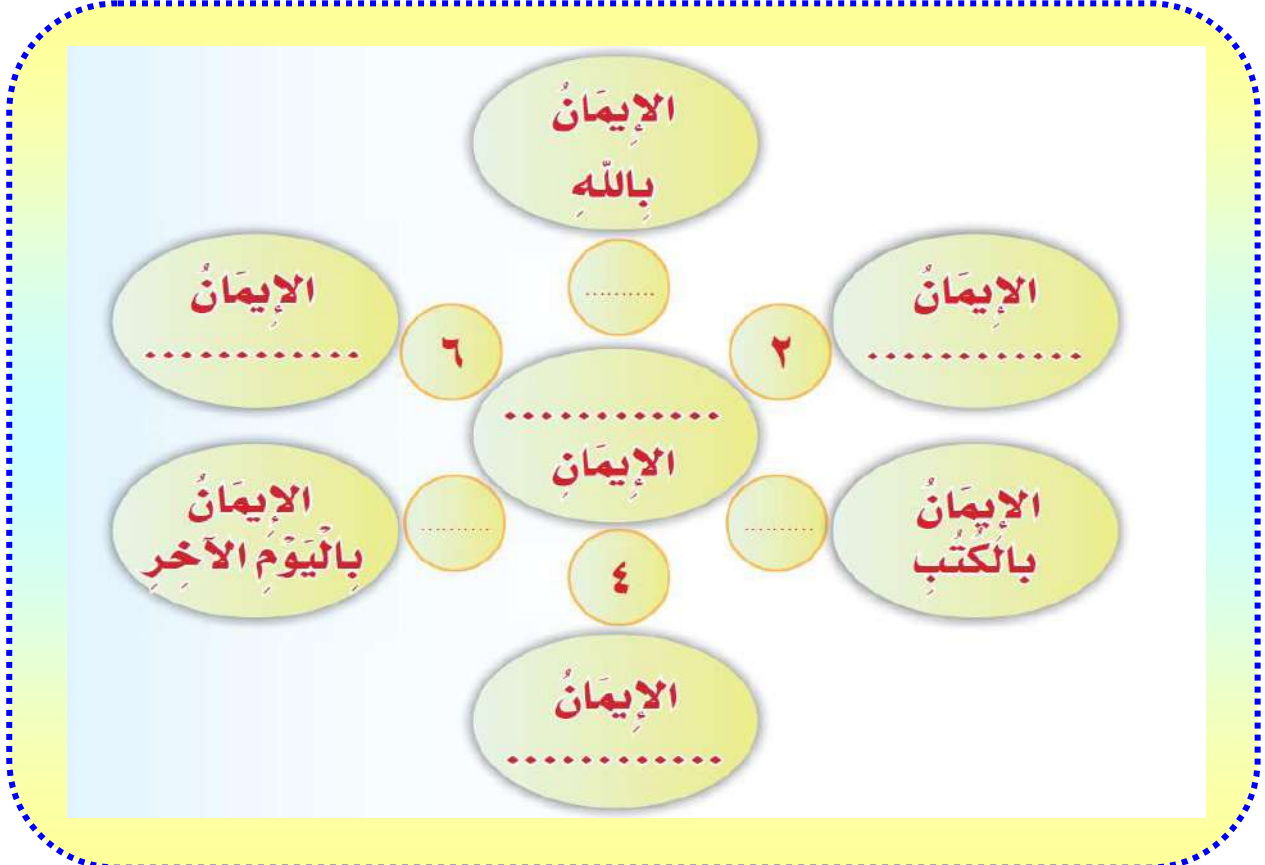 الإِيمَانُ
بِاللَّهِ
.........
الإِيمَانُ
............
٢
٦
الإِيمَانُ
............
............
الإِيمَانِ
الإِيمَانُ
بِالْكُتُبِ
.........
.........
الإِيمَانُ
بِالْيَوْمِ الآخِرِ
٤
الإِيمَانُ
............